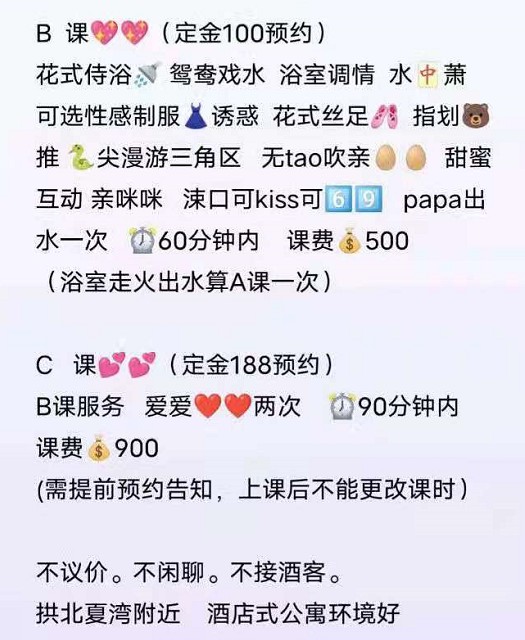 B 课💖💖（定金100预约）
花式侍浴🚿 鸳鸯戏水 浴室调情 水🀄萧
可选性感制服👗诱惑 花式丝足🩰 指划🐻
推 🐍尖漫游三角区 无tao吹亲🥚🥚 甜蜜
互动 亲咪咪 涑口可kiss可6️⃣9️⃣ papa出
水一次 ⏰60分钟内 课费💰500
（浴室走火出水算A课一次）
C 课💕💕（定金188预约）
B课服务 爱爱❤️❤️两次 ⏰90分钟内
课费💰900
(需提前预约告知，上课后不能更改课时）
不议价。不闲聊。不接酒客。
拱北夏湾附近 酒店式公寓环境好